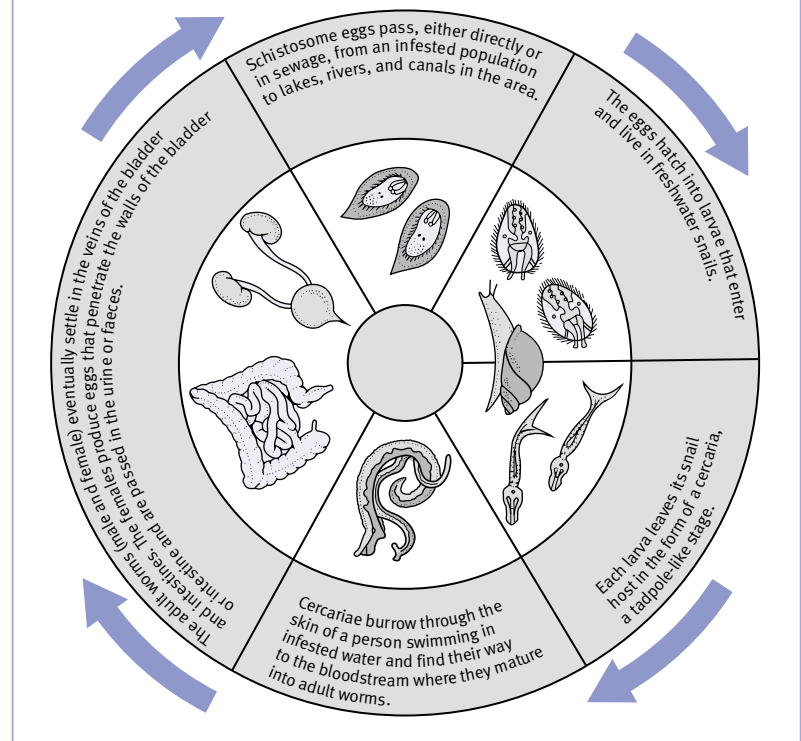 Schistosome eggs pass, either directly or
in sewage, from an infested population
to lakes, rivers, and canals in the area.
The eggs hatch into larvae that enter
and live in freshwater snails.
Each larva leaves its snail
host in the form of a cercaria,
a tadpole-like stage.
Cercariae burrow through the
skin of a person swimming in
infested water and find their way
to the bloodstream where they mature
into adult worms.
The adult worms (male and female) eventually settle in the veins of the bladder
and intestines. The females produce eggs that penetrate the walls of the bladder
or intestine and are passed in the urine or faeces.